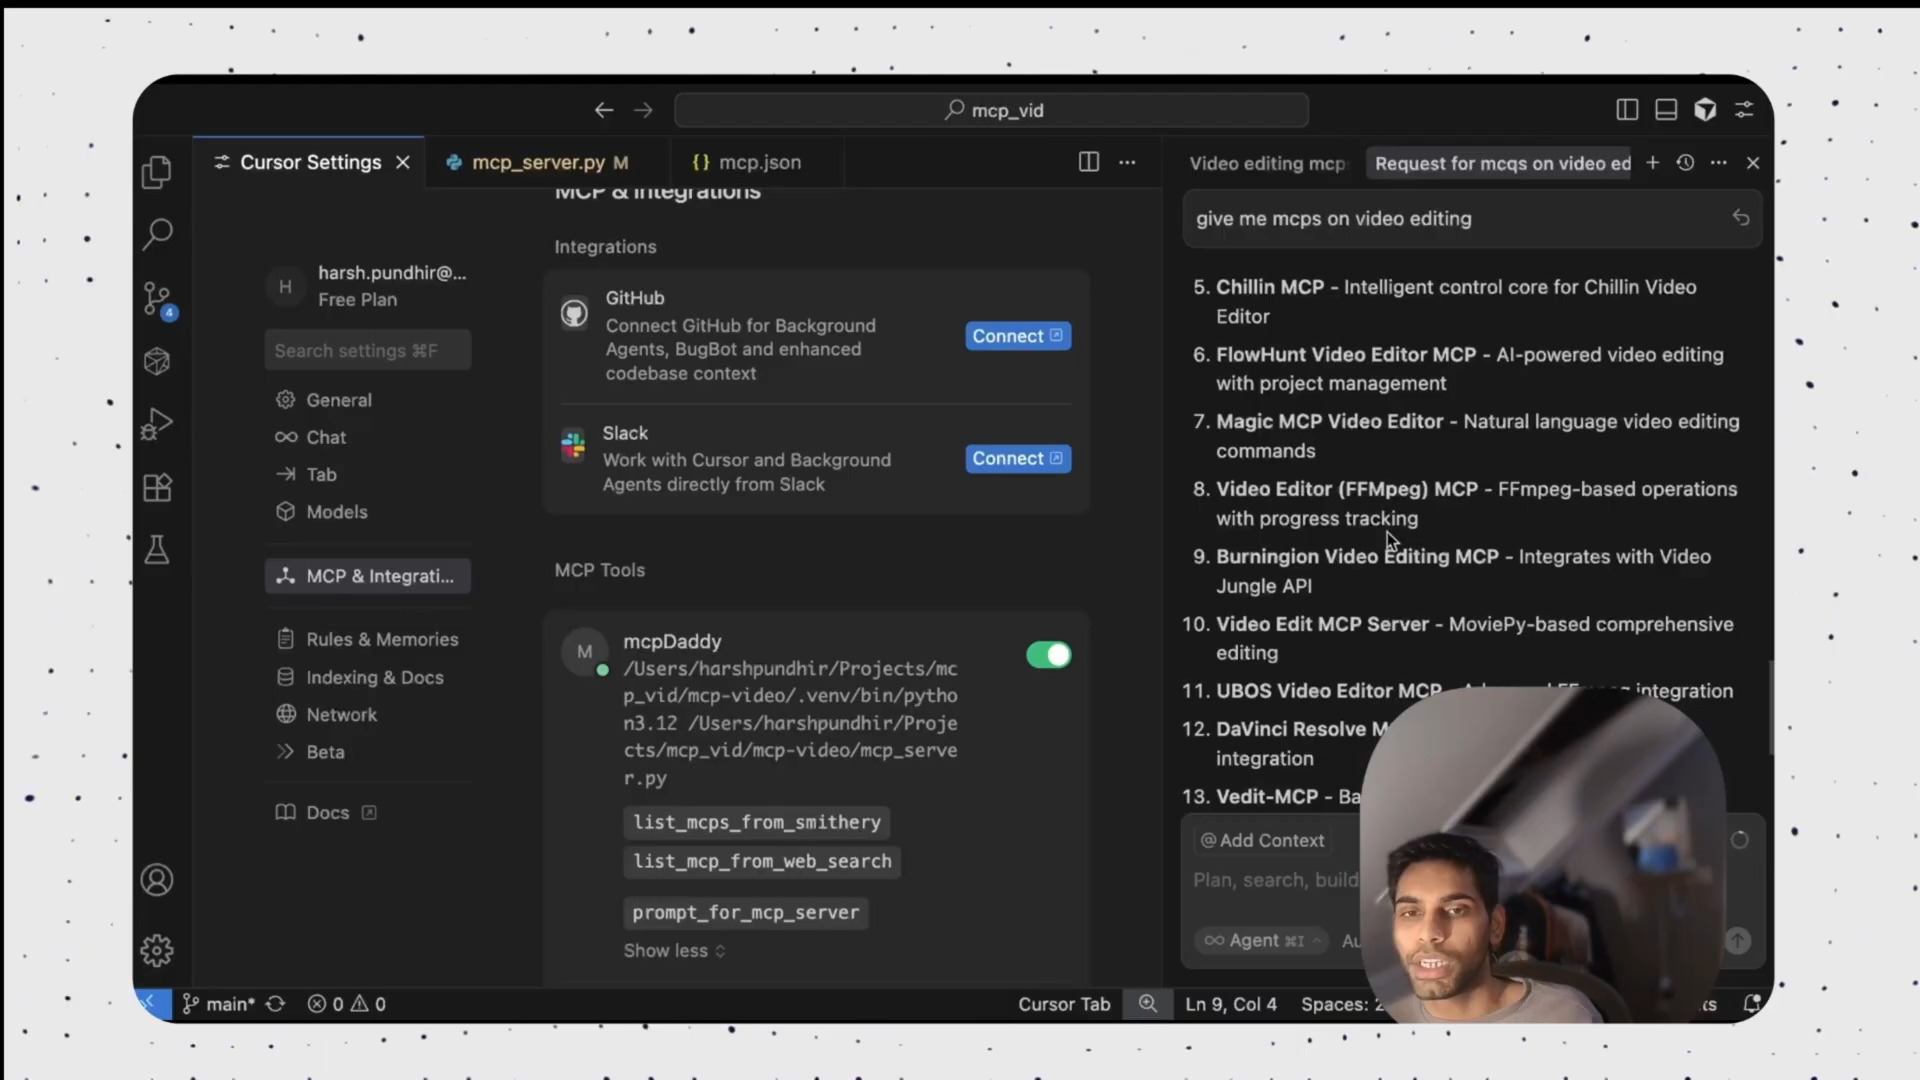 mcp_vid
Cursor Settings
mcp_server.py M
{} mcp.json
Video editing mcp
Request for mcqs on video ed
MCP & Integrations
give me mcps on video editing
H
harsh.pundhir@...
Free Plan
Search settings ⌘F
General
Chat
Tab
Models
MCP & Integrati...
Rules & Memories
Indexing & Docs
Network
Beta
Docs
4
Integrations
GitHub
Connect GitHub for Background
Agents, BugBot and enhanced
codebase context
Connect
Slack
Work with Cursor and Background
Agents directly from Slack
Connect
MCP Tools
M
mcpDaddy
/Users/harshpundhir/Projects/mc
p_vid/mcp-video/.venv/bin/pytho
n3.12 /Users/harshpundhir/Proje
cts/mcp_vid/mcp-video/mcp_serve
r.py
list_mcps_from_smithery
list_mcp_from_web_search
prompt_for_mcp_server
Show less
5. Chillin MCP - Intelligent control core for Chillin Video
Editor
6. FlowHunt Video Editor MCP - AI-powered video editing
with project management
7. Magic MCP Video Editor - Natural language video editing
commands
8. Video Editor (FFMpeg) MCP - FFmpeg-based operations
with progress tracking
9. Burningion Video Editing MCP - Integrates with Video
Jungle API
10. Video Edit MCP Server - MoviePy-based comprehensive
editing
11. UBOS Video Editor MCP integration
12. DaVinci Resolve M
integration
13. Vedit-MCP - Ba
@ Add Context
Plan, search, build
Agent ⌘I
Au
main*
0
0
Cursor Tab
Ln 9, Col 4
Spaces: 2
ts